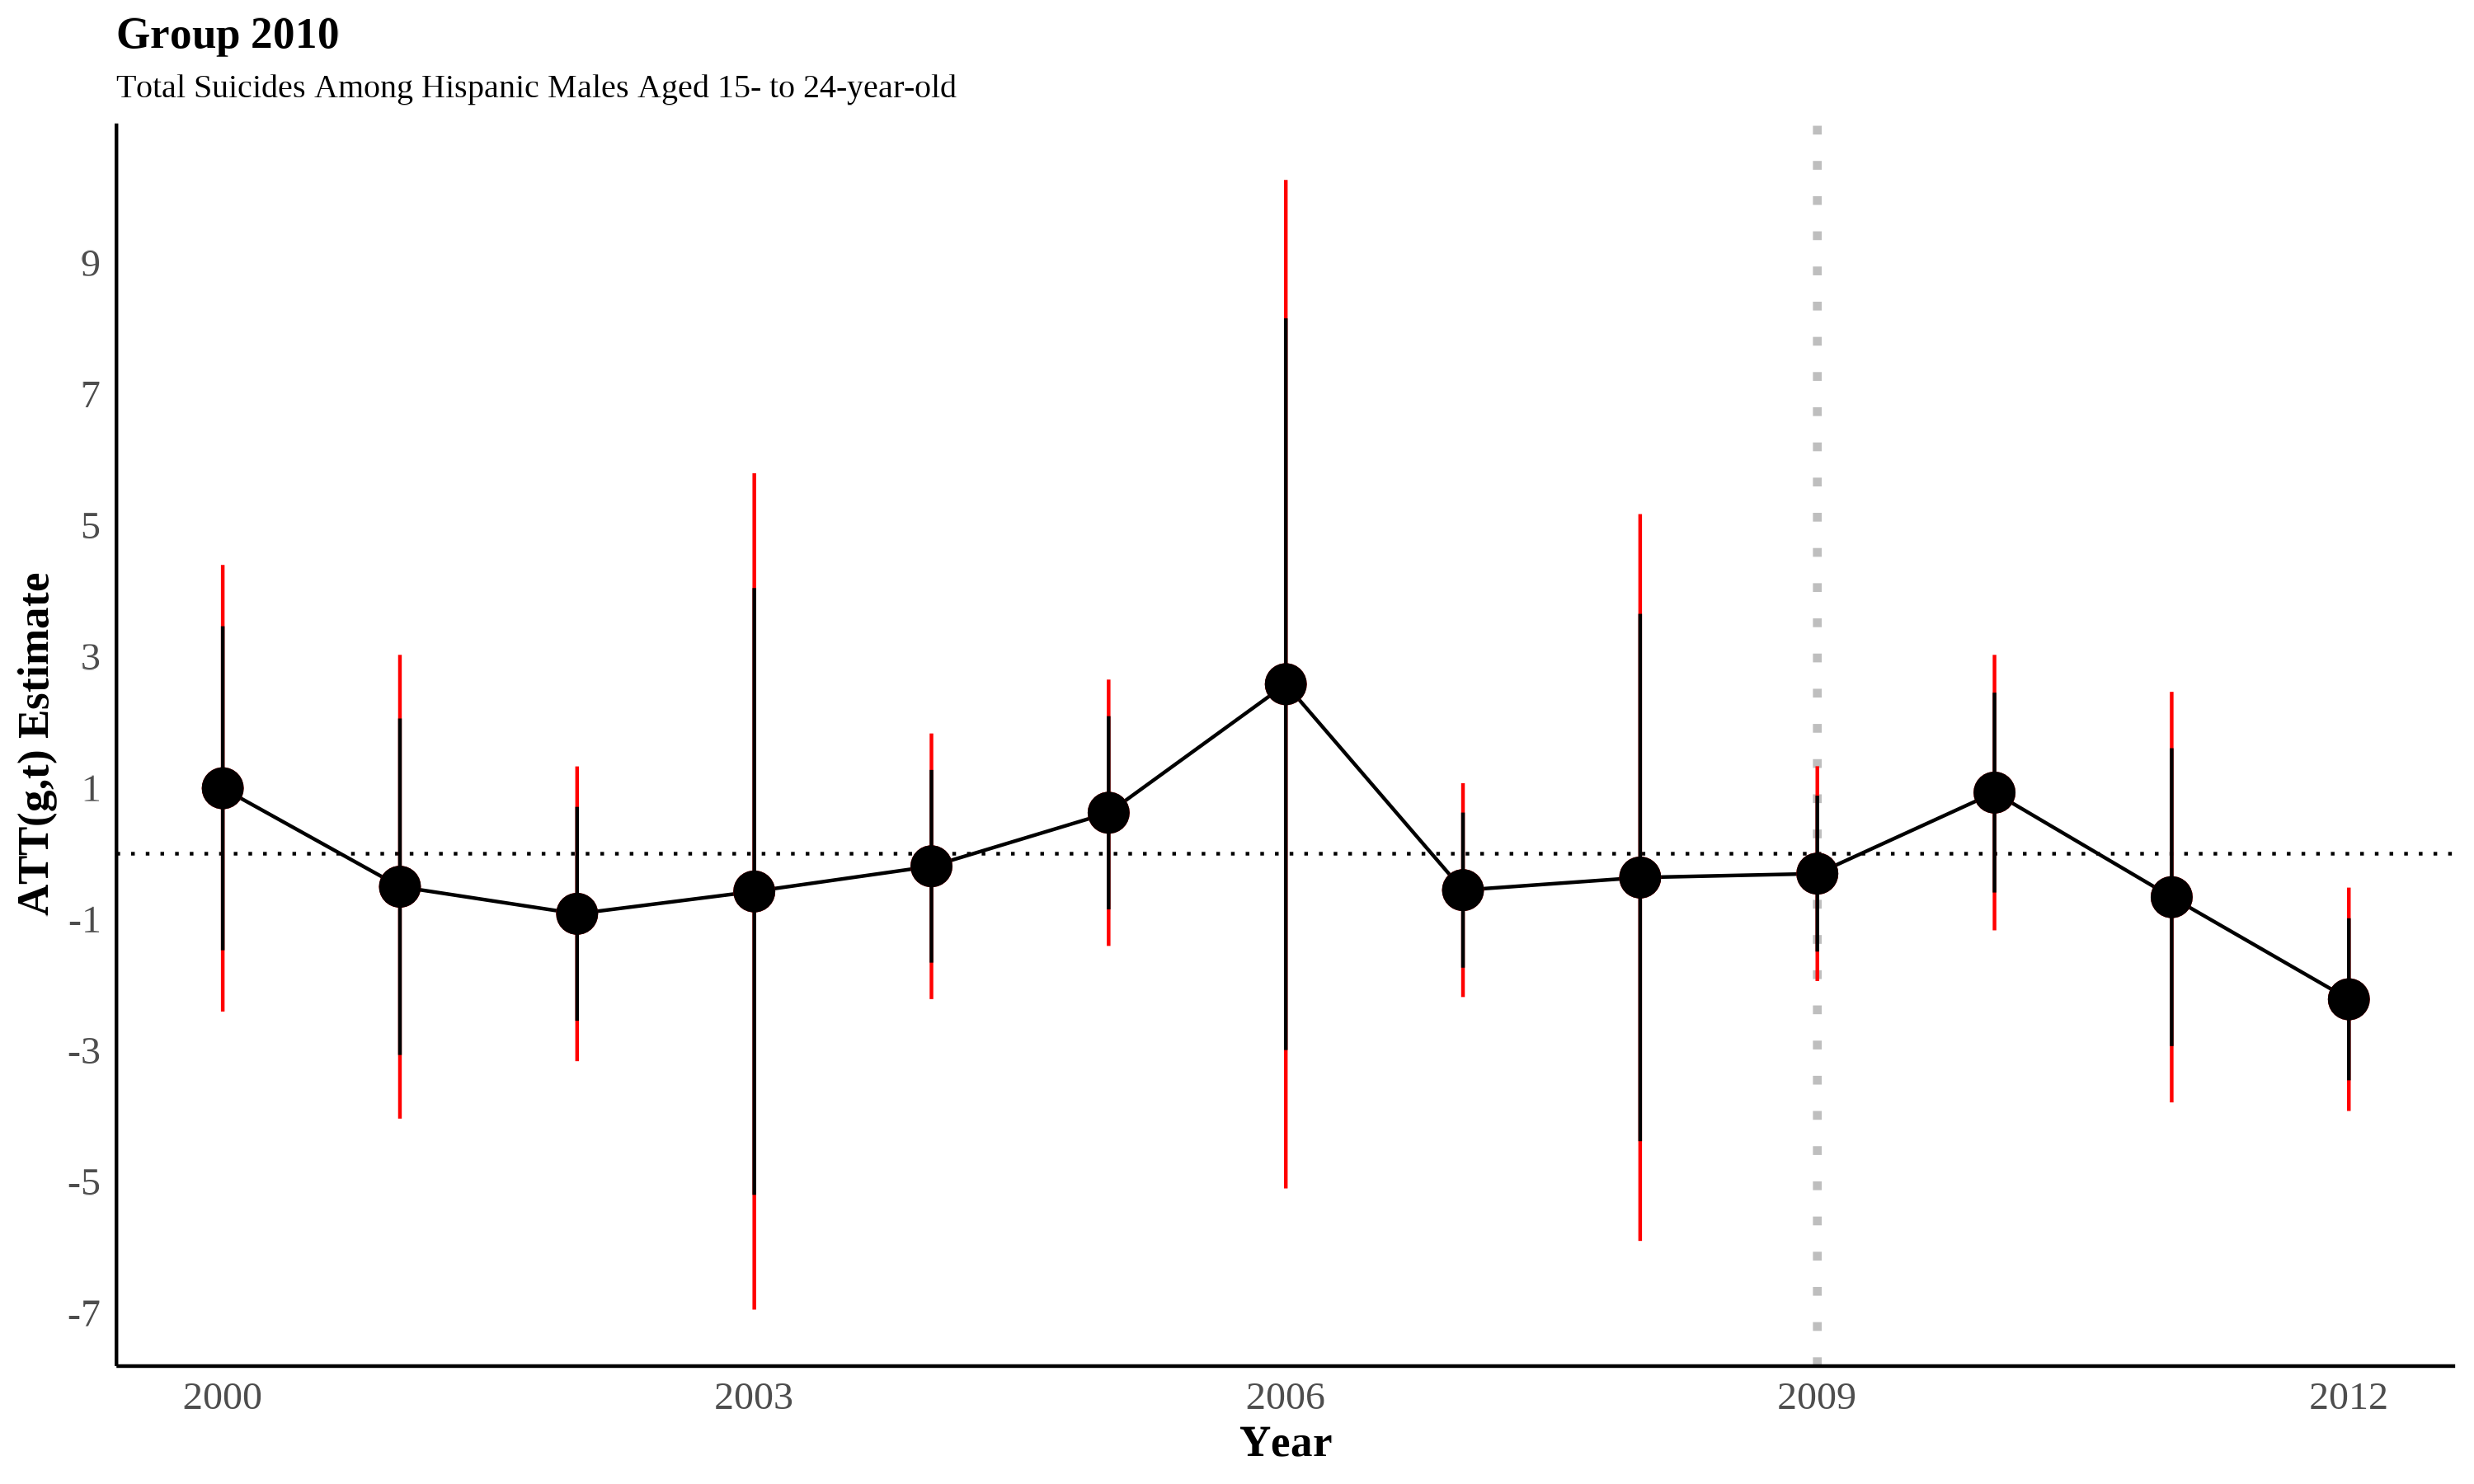 Group 2010
Total Suicides Among Hispanic Males Aged 15- to 24-year-old
ATT(g,t) Estimate
9
7
5
3
1
-1
-3
-5
-7
2000 2003 2006 2009 2012
Year